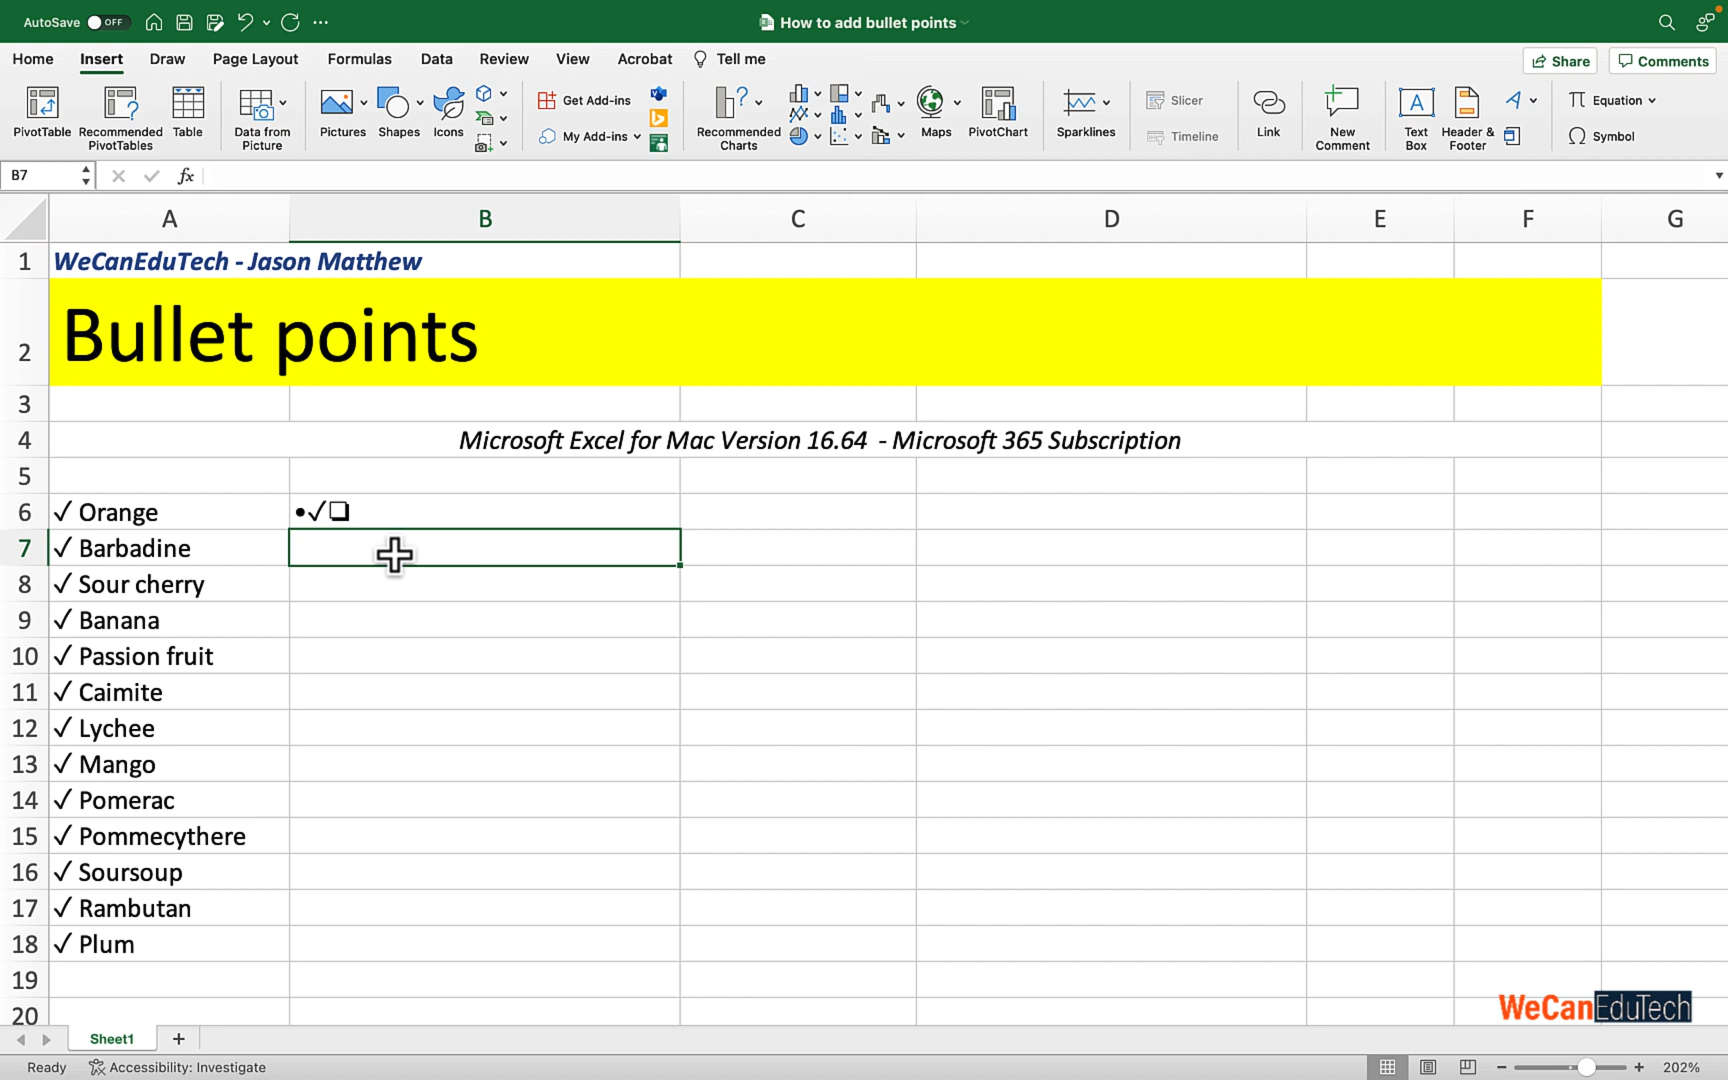 AutoSave OFF How to add bullet points
Home Insert Draw Page Layout Formulas Data Review View Acrobat Tell me Share Comments
PivotTable Recommended PivotTables Table Data from Picture Pictures Shapes Icons Get Add-ins My Add-ins Recommended Charts Maps PivotChart Sparklines Slicer Timeline Link New Comment Text Box Header & Footer Equation Symbol
B7 fx
A B C D E F G
1 WeCanEduTech - Jason Matthew
2 Bullet points
3
4 Microsoft Excel for Mac Version 16.64 - Microsoft 365 Subscription
5
6 ✓ Orange •✓❏
7 ✓ Barbadine
8 ✓ Sour cherry
9 ✓ Banana
10 ✓ Passion fruit
11 ✓ Caimite
12 ✓ Lychee
13 ✓ Mango
14 ✓ Pomerac
15 ✓ Pommecythere
16 ✓ Soursoup
17 ✓ Rambutan
18 ✓ Plum
19
20
WeCanEduTech
Sheet1 +
Ready Accessibility: Investigate 202%